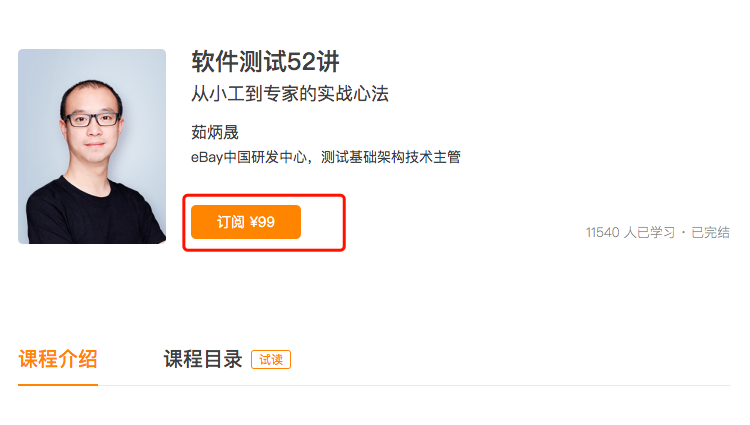 软件测试52讲
从小工到专家的实战心法
茹炳晟
eBay中国研发中心，测试基础架构技术主管
订阅 ¥99
11540 人已学习 · 已完结
课程介绍
课程目录 试读